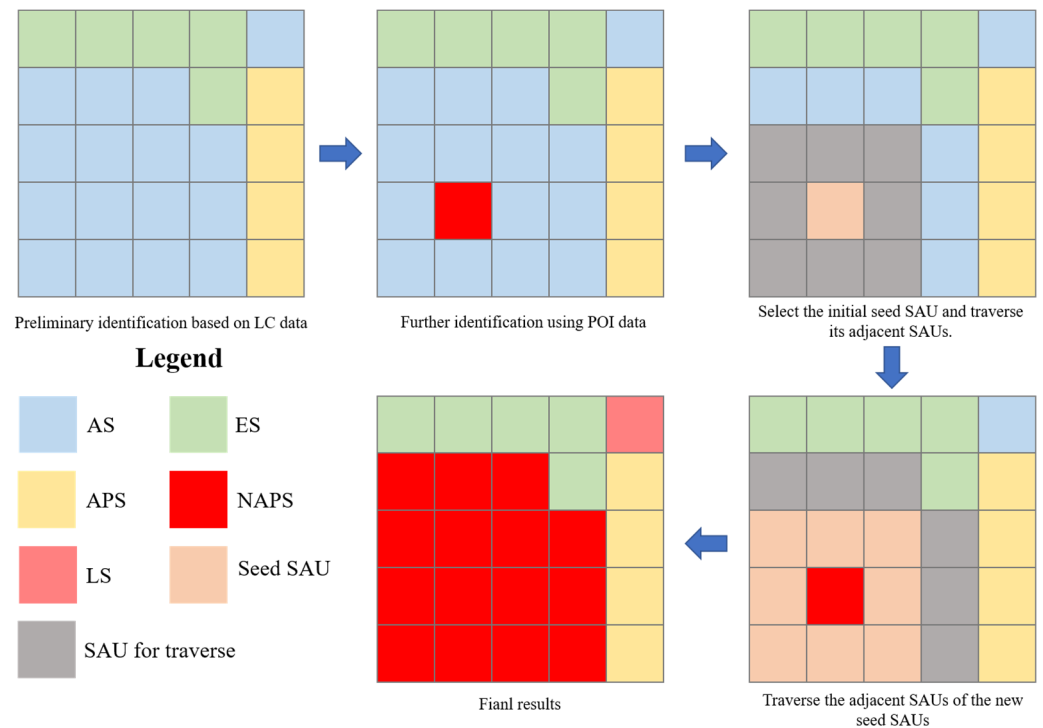 Preliminary identification based on LC data
Further identification using POI data
Select the initial seed SAU and traverse
its adjacent SAUs.
Legend
AS
ES
APS
NAPS
LS
Seed SAU
SAU for traverse
Fianl results
Traverse the adjacent SAUs of the new
seed SAUs